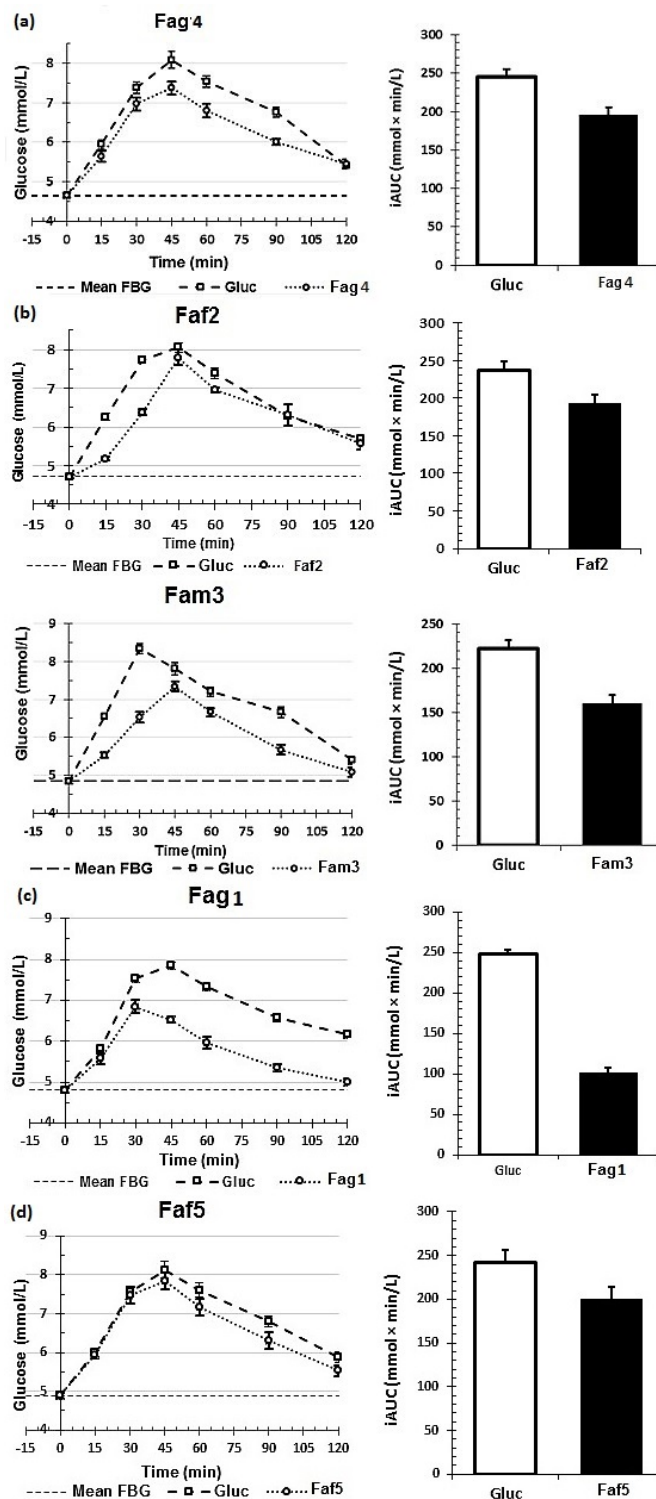 (a)
Fag 4
Glucose (mmol/L)
8
7
6
5
4
-15 0 15 30 45 60 75 90 105 120
Time (min)
Mean FBG Gluc Fag 4
iAUC (mmol × min/L)
300
250
200
150
100
50
0
Gluc Fag 4
(b)
Faf2
Glucose (mmol/L)
8
7
6
5
4
-15 0 15 30 45 60 75 90 105 120
Time (min)
Mean FBG Gluc Faf2
iAUC (mmol × min/L)
300
250
200
150
100
50
0
Gluc Faf2
Fam3
Glucose (mmol/L)
9
8
7
6
5
4
-15 0 15 30 45 60 75 90 105 120
Time (min)
Mean FBG Gluc Fam3
iAUC (mmol × min/L)
250
200
150
100
50
0
Gluc Fam3
(c)
Fag1
Glucose (mmol/L)
9
8
7
6
5
4
-15 0 15 30 45 60 75 90 105 120
Time (min)
Mean FBG Gluc Fag1
iAUC (mmol × min/L)
300
250
200
150
100
50
0
Gluc Fag1
(d)
Faf5
Glucose (mmol/L)
9
8
7
6
5
4
-15 0 15 30 45 60 75 90 105 120
Time (min)
Mean FBG Gluc Faf5
iAUC (mmol × min/L)
300
250
200
150
100
50
0
Gluc Faf5